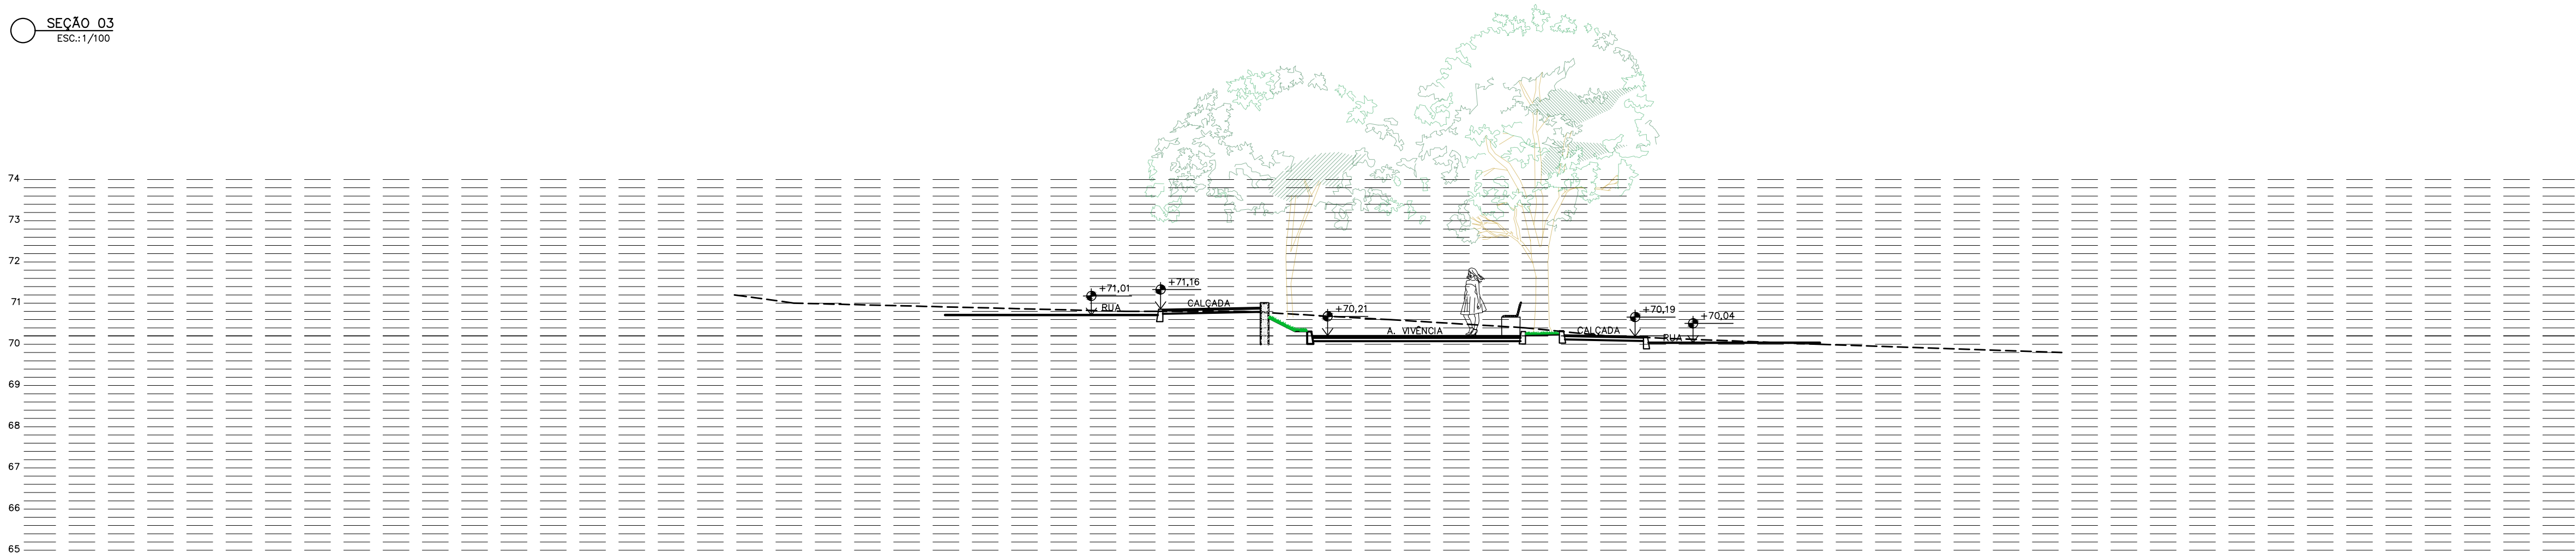 SEÇÃO 03
ESC.:1/100
74
73
72
71
70
69
68
67
66
65
+71,01
RUA
+71,16
CALÇADA
+70,21
A. VIVÊNCIA
CALÇADA
+70,19
RUA
+70,04